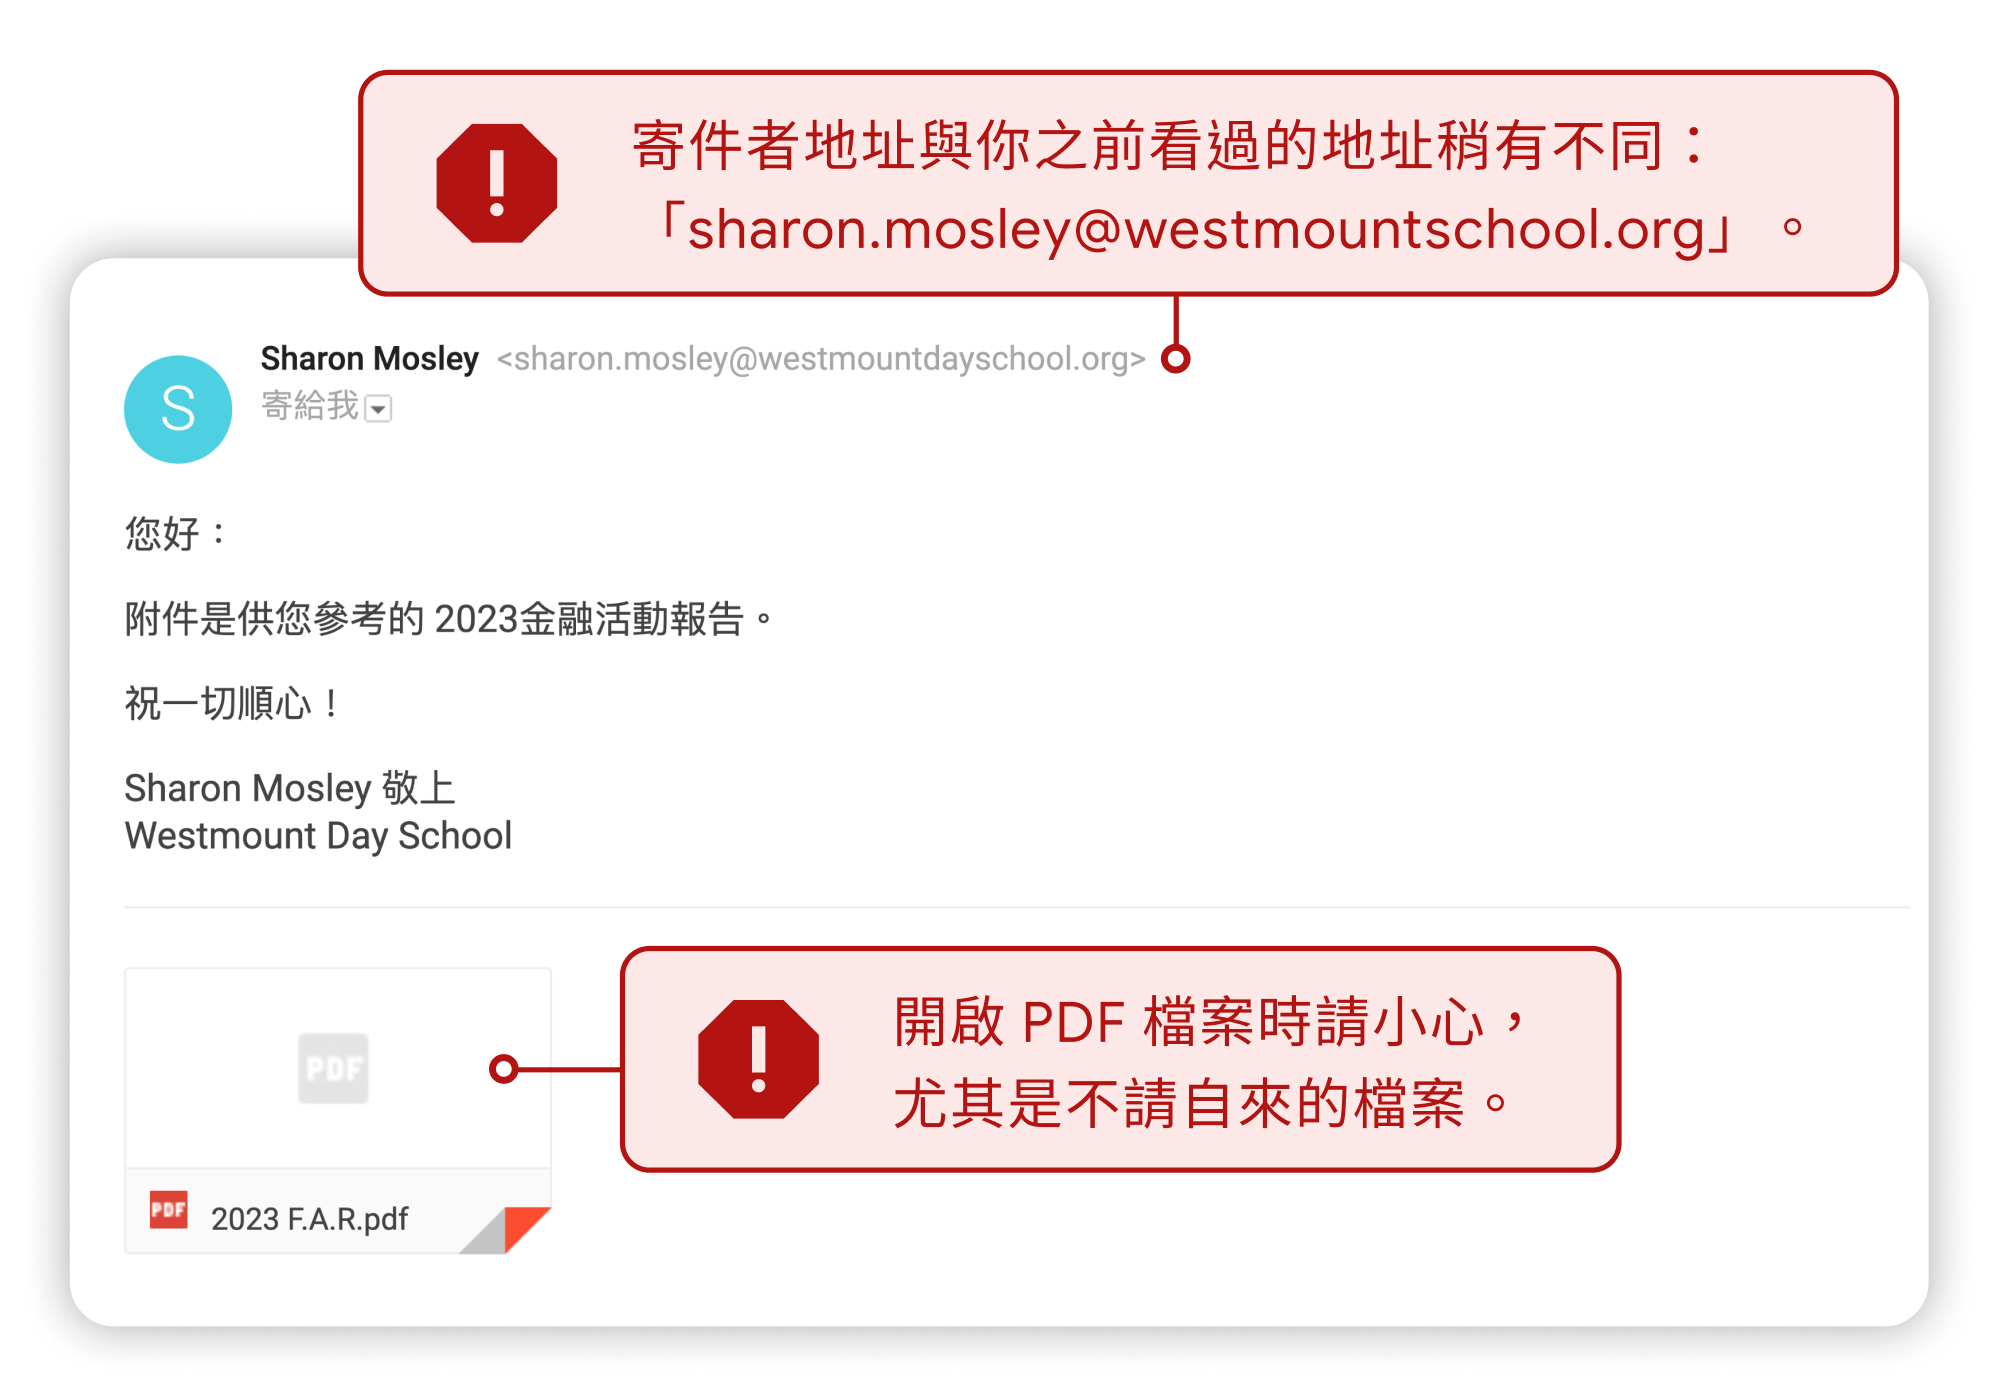 寄件者地址與你之前看過的地址稍有不同：
「sharon.mosley@westmountschool.org」。
Sharon Mosley <sharon.mosley@westmountdayschool.org>
S
寄給我
您好：
附件是供您參考的 2023金融活動報告。
祝一切順心！
Sharon Mosley 敬上
Westmount Day School
PDF
開啟 PDF 檔案時請小心，
尤其是不請自來的檔案。
PDF 2023 F.A.R.pdf